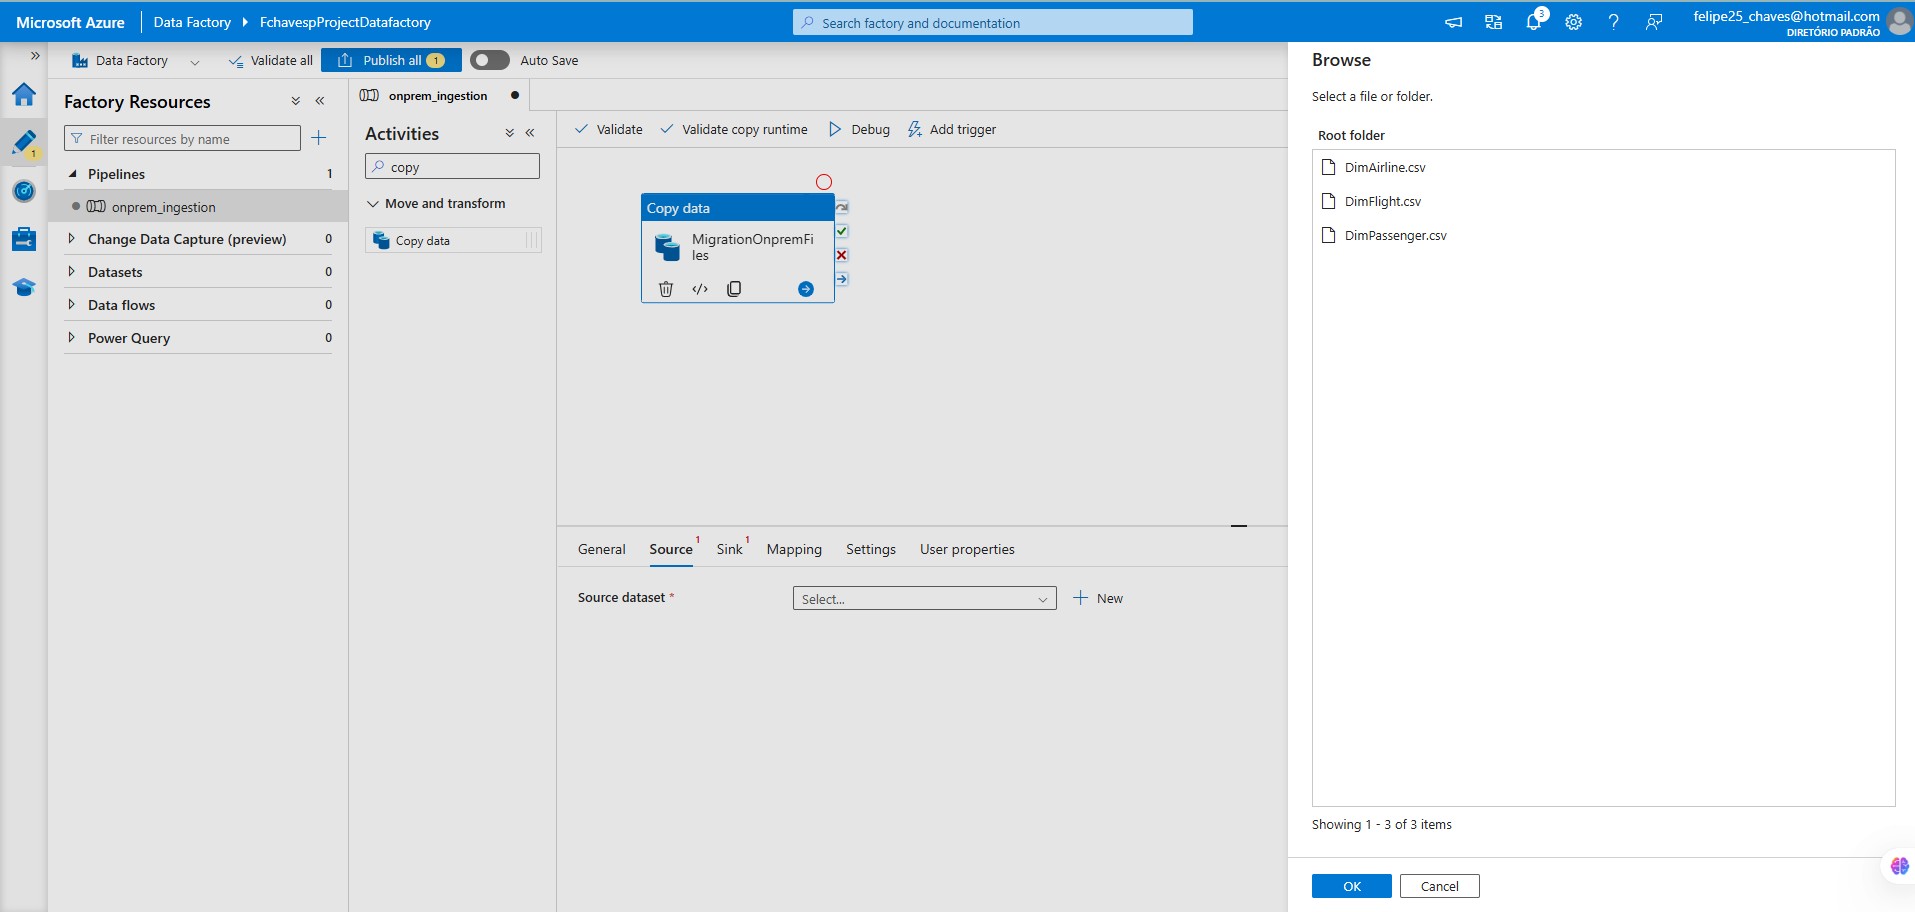 Microsoft Azure
Data Factory
FchavespProjectDatafactory
Search factory and documentation
3
felipe25_chaves@hotmail.com
DIRETÓRIO PADRÃO
Data Factory
Validate all
Publish all 1
Auto Save
1
Factory Resources
Filter resources by name
Pipelines 1
onprem_ingestion
Change Data Capture (preview) 0
Datasets 0
Data flows 0
Power Query 0
onprem_ingestion
Activities
copy
Move and transform
Copy data
Validate
Validate copy runtime
Debug
Add trigger
Copy data
MigrationOnpremFi
les
General
Source 1
Sink 1
Mapping
Settings
User properties
Source dataset *
Select...
New
Browse
Select a file or folder.
Root folder
DimAirline.csv
DimFlight.csv
DimPassenger.csv
Showing 1 - 3 of 3 items
OK
Cancel